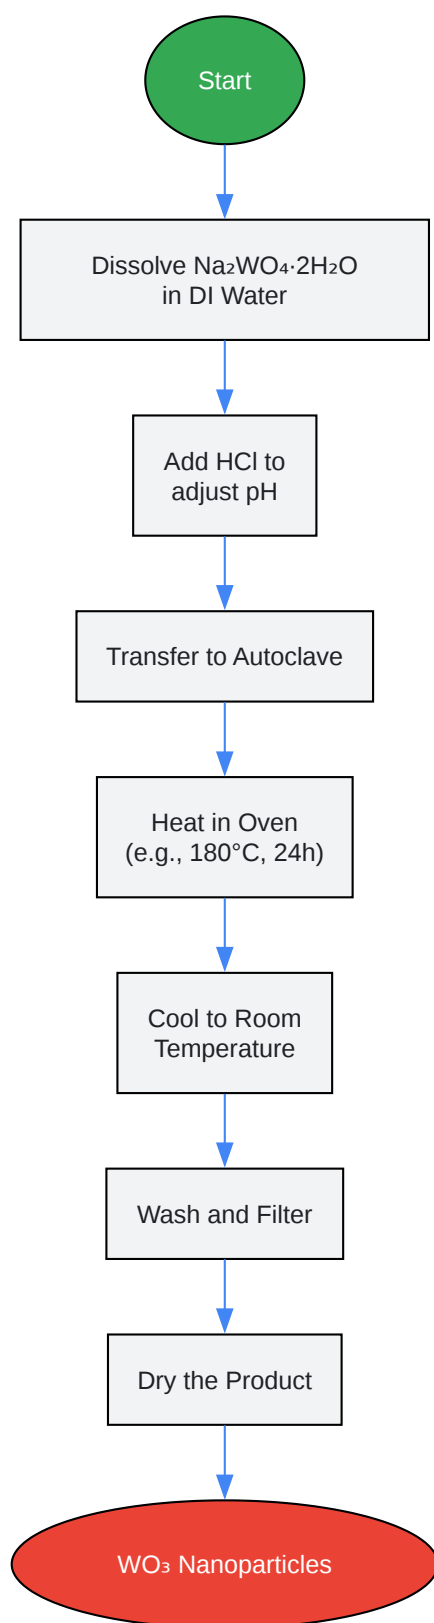 Start
Dissolve Na₂WO₄·2H₂O
in DI Water
Add HCl to
adjust pH
Transfer to Autoclave
Heat in Oven
(e.g., 180°C, 24h)
Cool to Room
Temperature
Wash and Filter
Dry the Product
WO₃ Nanoparticles